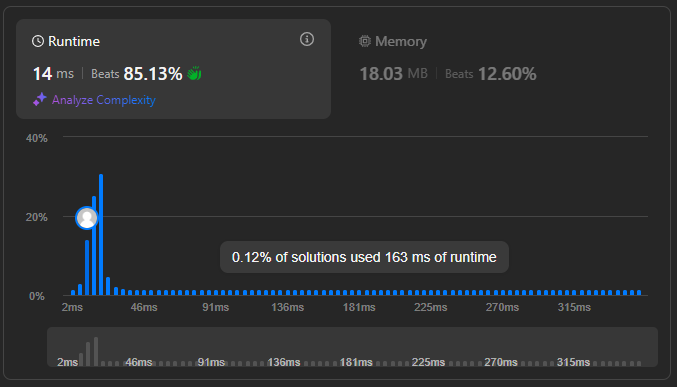 Runtime
14 ms | Beats 85.13%
Analyze Complexity
Memory
18.03 MB | Beats 12.60%
40%
20%
0%
0.12% of solutions used 163 ms of runtime
2ms 46ms 91ms 136ms 181ms 225ms 270ms 315ms
2ms 46ms 91ms 136ms 181ms 225ms 270ms 315ms